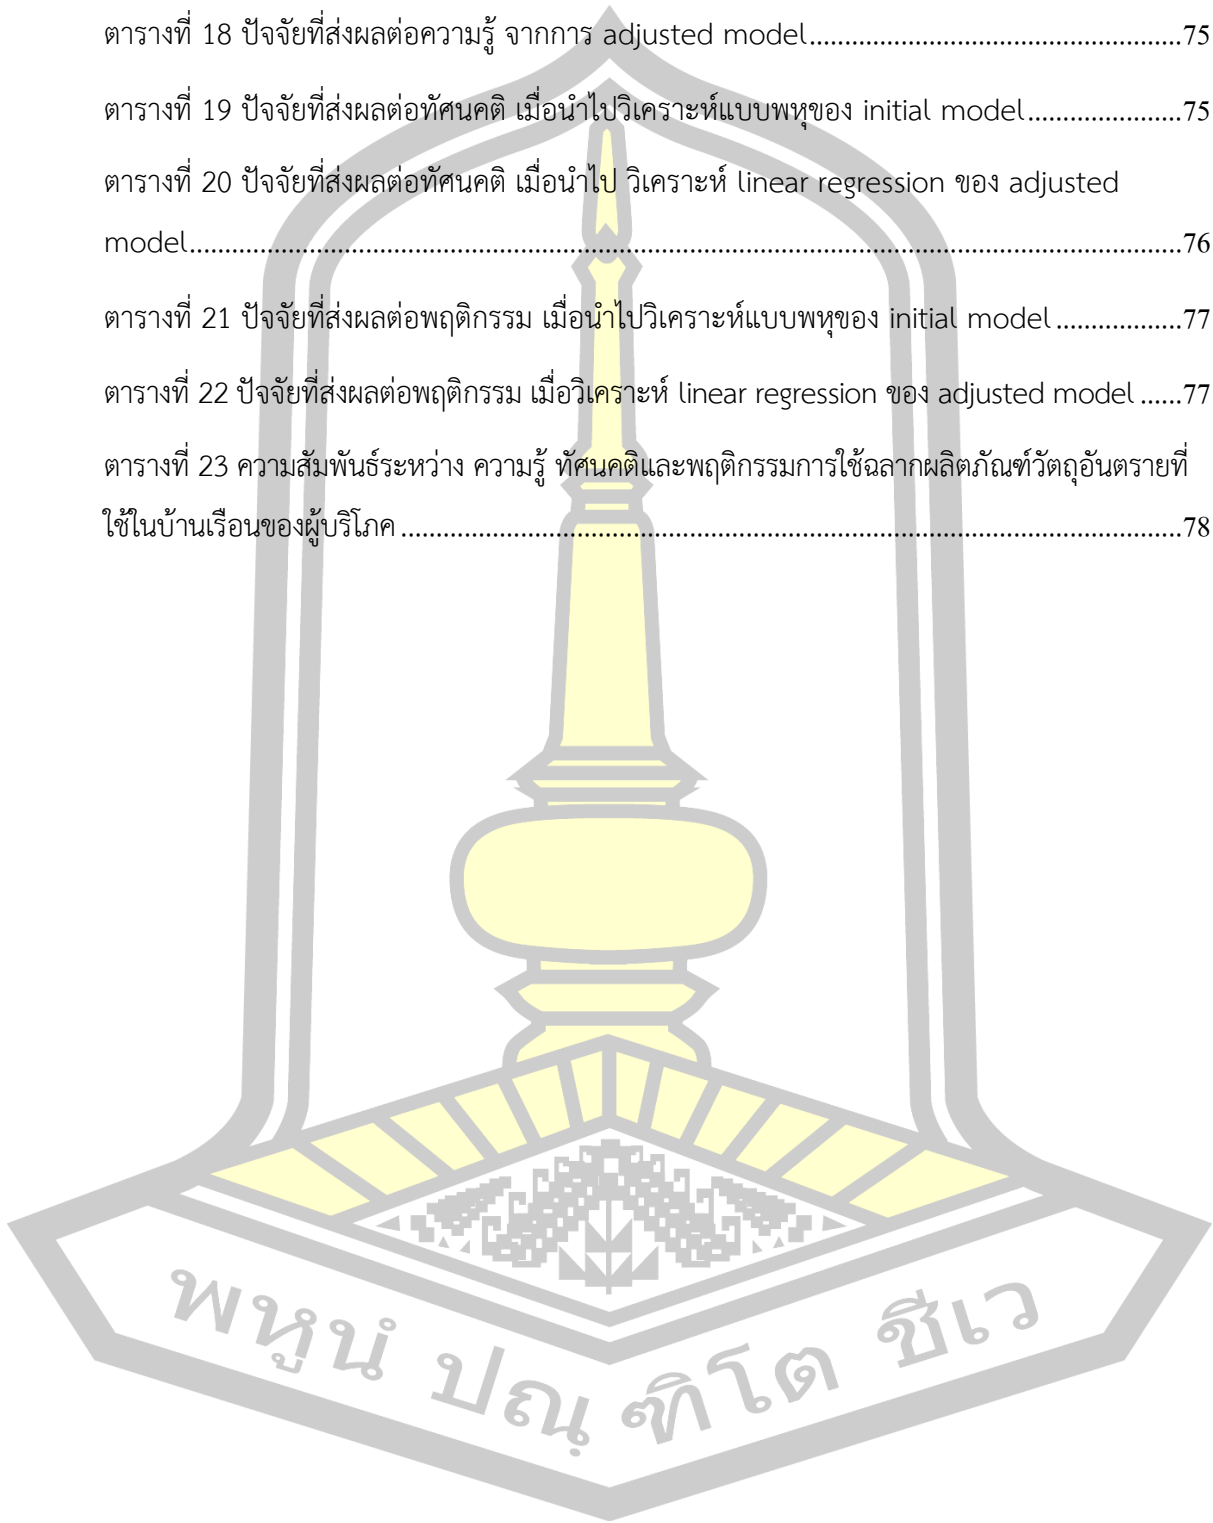 ตารางที่ 18 ปัจจัยที่ส่งผลต่อความรู้ จากการ adjusted model.....................................................75
ตารางที่ 19 ปัจจัยที่ส่งผลต่อทัศนคติ เมื่อนำไปวิเคราะห์แบบพหุของ initial model......................75
ตารางที่ 20 ปัจจัยที่ส่งผลต่อทัศนคติ เมื่อนำไป วิเคราะห์ linear regression ของ adjusted
model............................................................................................................................................76
ตารางที่ 21 ปัจจัยที่ส่งผลต่อพฤติกรรม เมื่อนำไปวิเคราะห์แบบพหุของ initial model..................77
ตารางที่ 22 ปัจจัยที่ส่งผลต่อพฤติกรรม เมื่อวิเคราะห์ linear regression ของ adjusted model......77
ตารางที่ 23 ความสัมพันธ์ระหว่าง ความรู้ ทัศนคติและพฤติกรรมการใช้ฉลากผลิตภัณฑ์วัตถุอันตรายที่
ใช้ในบ้านเรือนของผู้บริโภค..............................................................................................................78
พหูนํ ปณฺ ฑิโต ชีเว